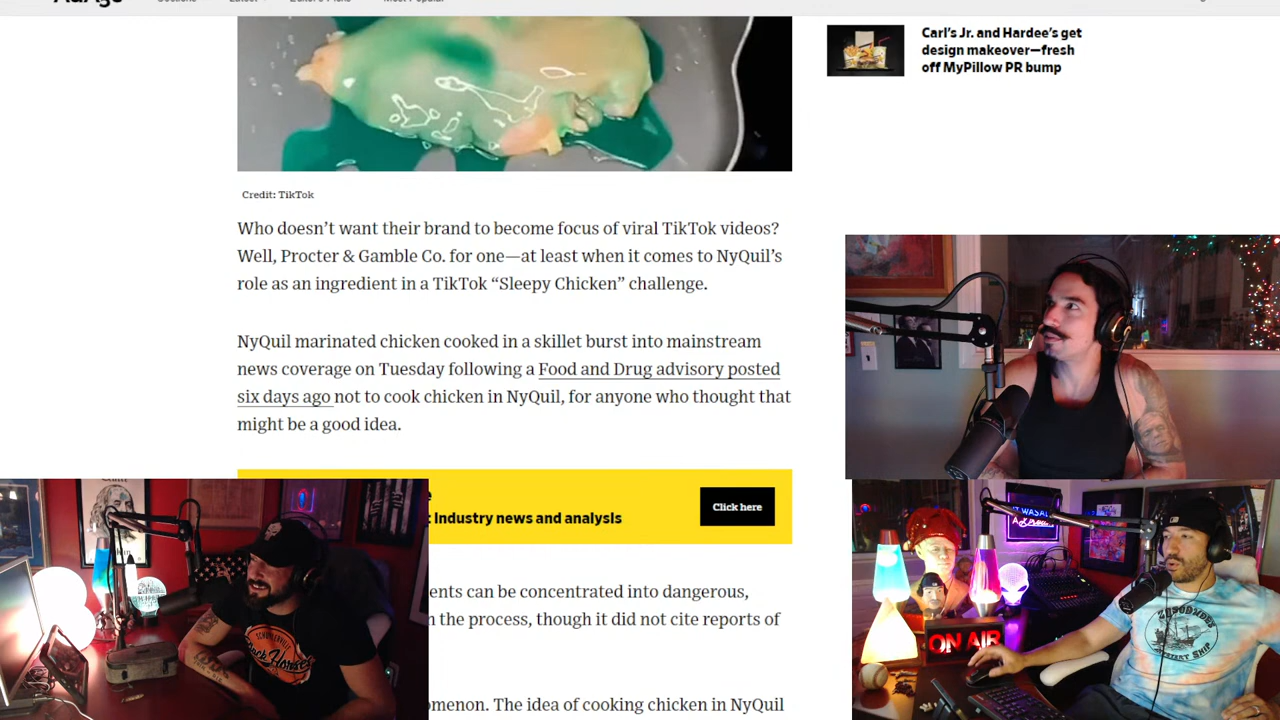 Carl's Jr. and Hardee's get
design makeover—fresh
off MyPillow PR bump
Credit: TikTok
Who doesn't want their brand to become focus of viral TikTok videos?
Well, Procter & Gamble Co. for one—at least when it comes to NyQuil's
role as an ingredient in a TikTok “Sleepy Chicken” challenge.
NyQuil marinated chicken cooked in a skillet burst into mainstream
news coverage on Tuesday following a Food and Drug advisory posted
six days ago not to cook chicken in NyQuil, for anyone who thought that
might be a good idea.
Industry news and analysis
Click here
ents can be concentrated into dangerous,
the process, though it did not cite reports of
omenon. The idea of cooking chicken in NyQuil
ON AIR